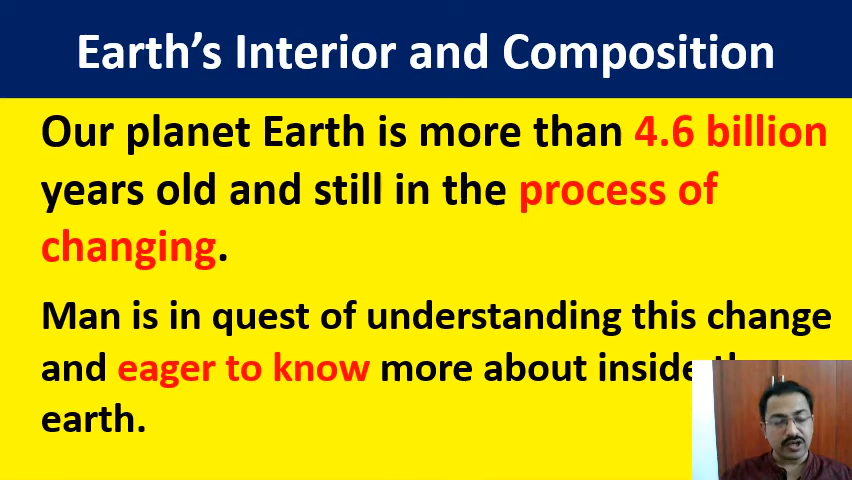 Earth's Interior and Composition
Our planet Earth is more than 4.6 billion
years old and still in the process of
changing.
Man is in quest of understanding this change
and eager to know more about inside
earth.